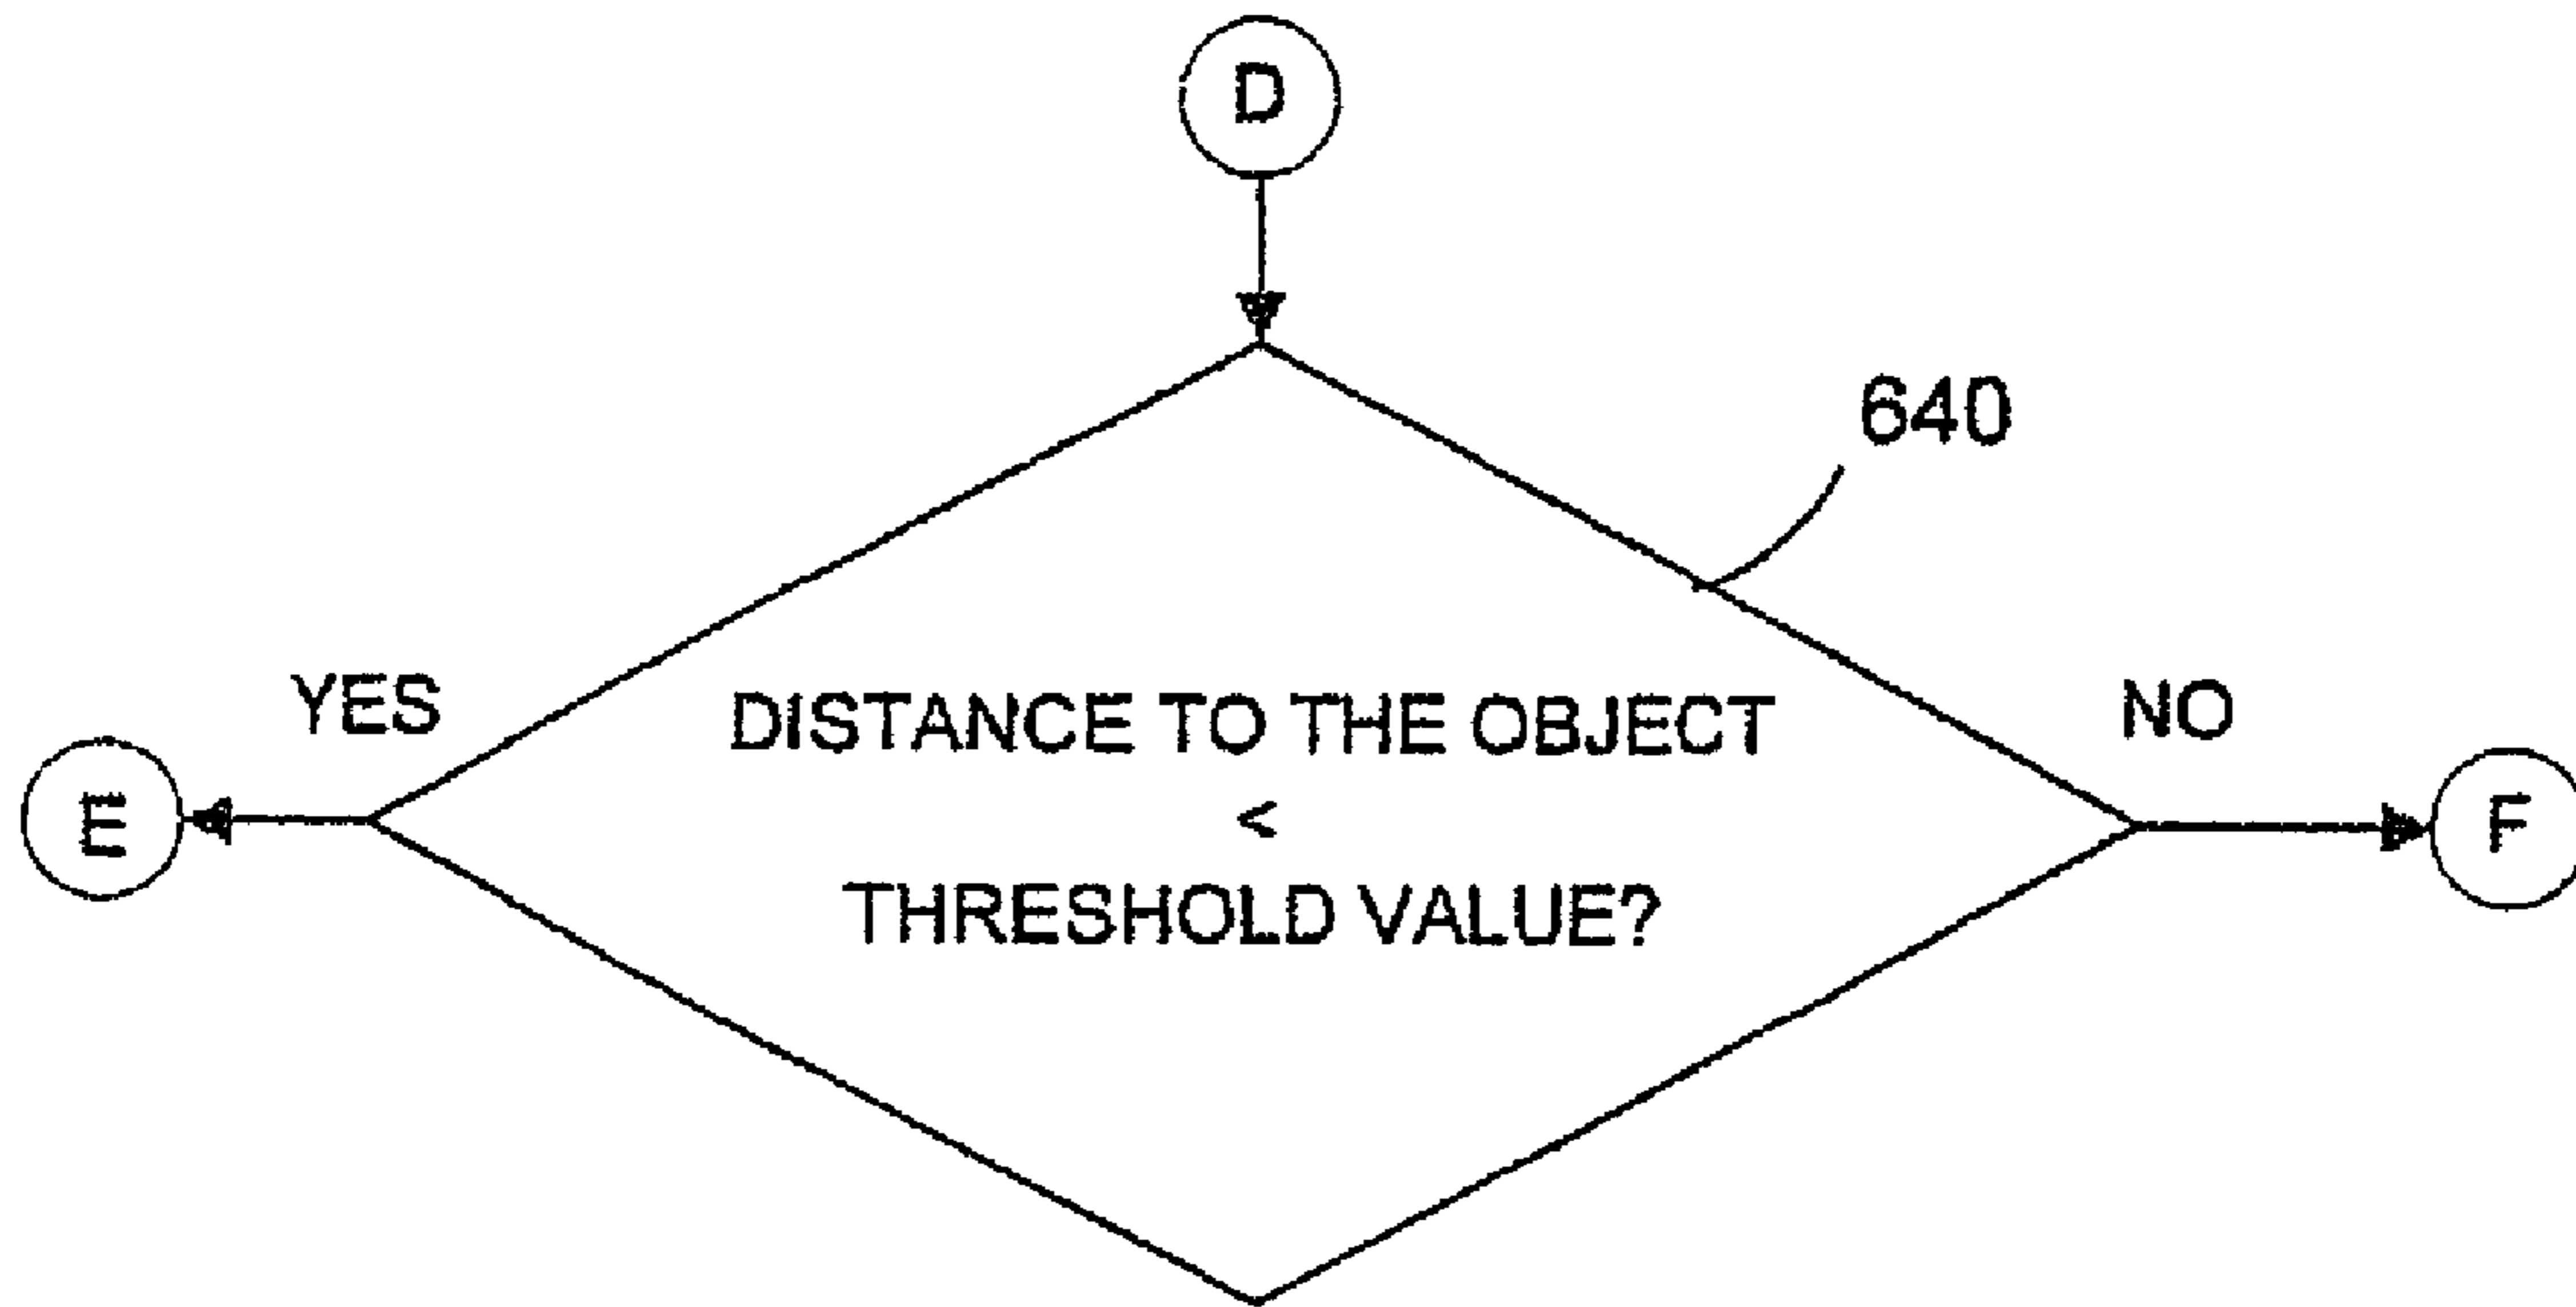 D
640
YES
NO
DISTANCE TO THE OBJECT
<
THRESHOLD VALUE?
E
F